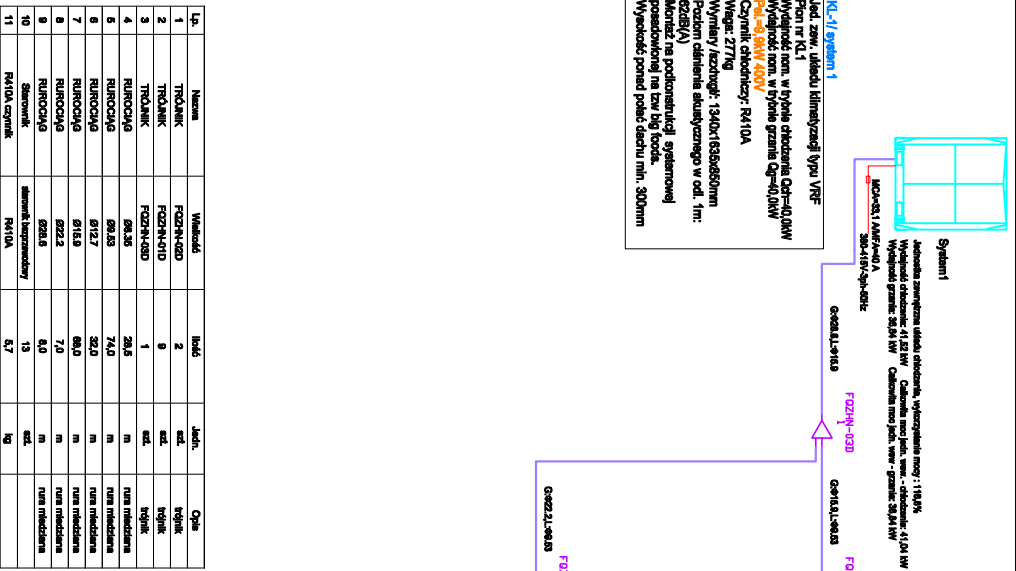 KL-1/ system 1
Jed. zew. układu klimatyzacji typu VRF
Pion nr KL1
Wydajność nom. w trybie chłodzenia Qch=40,0kW
Wydajność nom. w trybie grzania Qg=40,0kW
Pel.=9,9kW 400V
Czynnik chłodniczy: R410A
Waga: 277kg
Wymiary /szxhxgł/: 1340x1635x850mm
Poziom ciśnienia akustycznego w odl. 1m:
62dB(A)
Montaż na podkonstrukcji systemowej
posadowionej na tzw big foods.
Wysokość ponad połać dachu min. 300mm
System1
Jednostka zewnętrzna układu chłodzenia, wykorzystanie mocy : 116,8%
Wydajność chłodzenia: 41,52 kW Całkowita moc jedn. wew. - chłodzenie: 41,04 kW
Wydajność grzania: 38,84 kW Całkowita moc jedn. wew - grzanie: 38,84 kW
MCA=33,1 A/MFA=40 A
380-415V-3ph-50Hz
G:Φ28.6,L:Φ15.9
FQZHN-03D
1
G:Φ15.9,L:Φ9.53
G:Φ22.2,L:Φ9.53
Lp. Nazwa Wielkość Ilość Jedn. Opis
1 TRÓJNIK FQZHN-02D 2 szt. trójnik
2 TRÓJNIK FQZHN-01D 9 szt. trójnik
3 TRÓJNIK FQZHN-03D 1 szt. trójnik
4 RUROCIĄG Ø6.35 28,5 m rura miedziana
5 RUROCIĄG Ø9.53 74,0 m rura miedziana
6 RUROCIĄG Ø12.7 32,0 m rura miedziana
7 RUROCIĄG Ø15.9 68,0 m rura miedziana
8 RUROCIĄG Ø22.2 7,0 m rura miedziana
9 RUROCIĄG Ø28.6 8,0 m rura miedziana
10 Sterownik sterownik bezprzewodowy 13 szt.
11 R410A czynnik R410A 5,7 kg